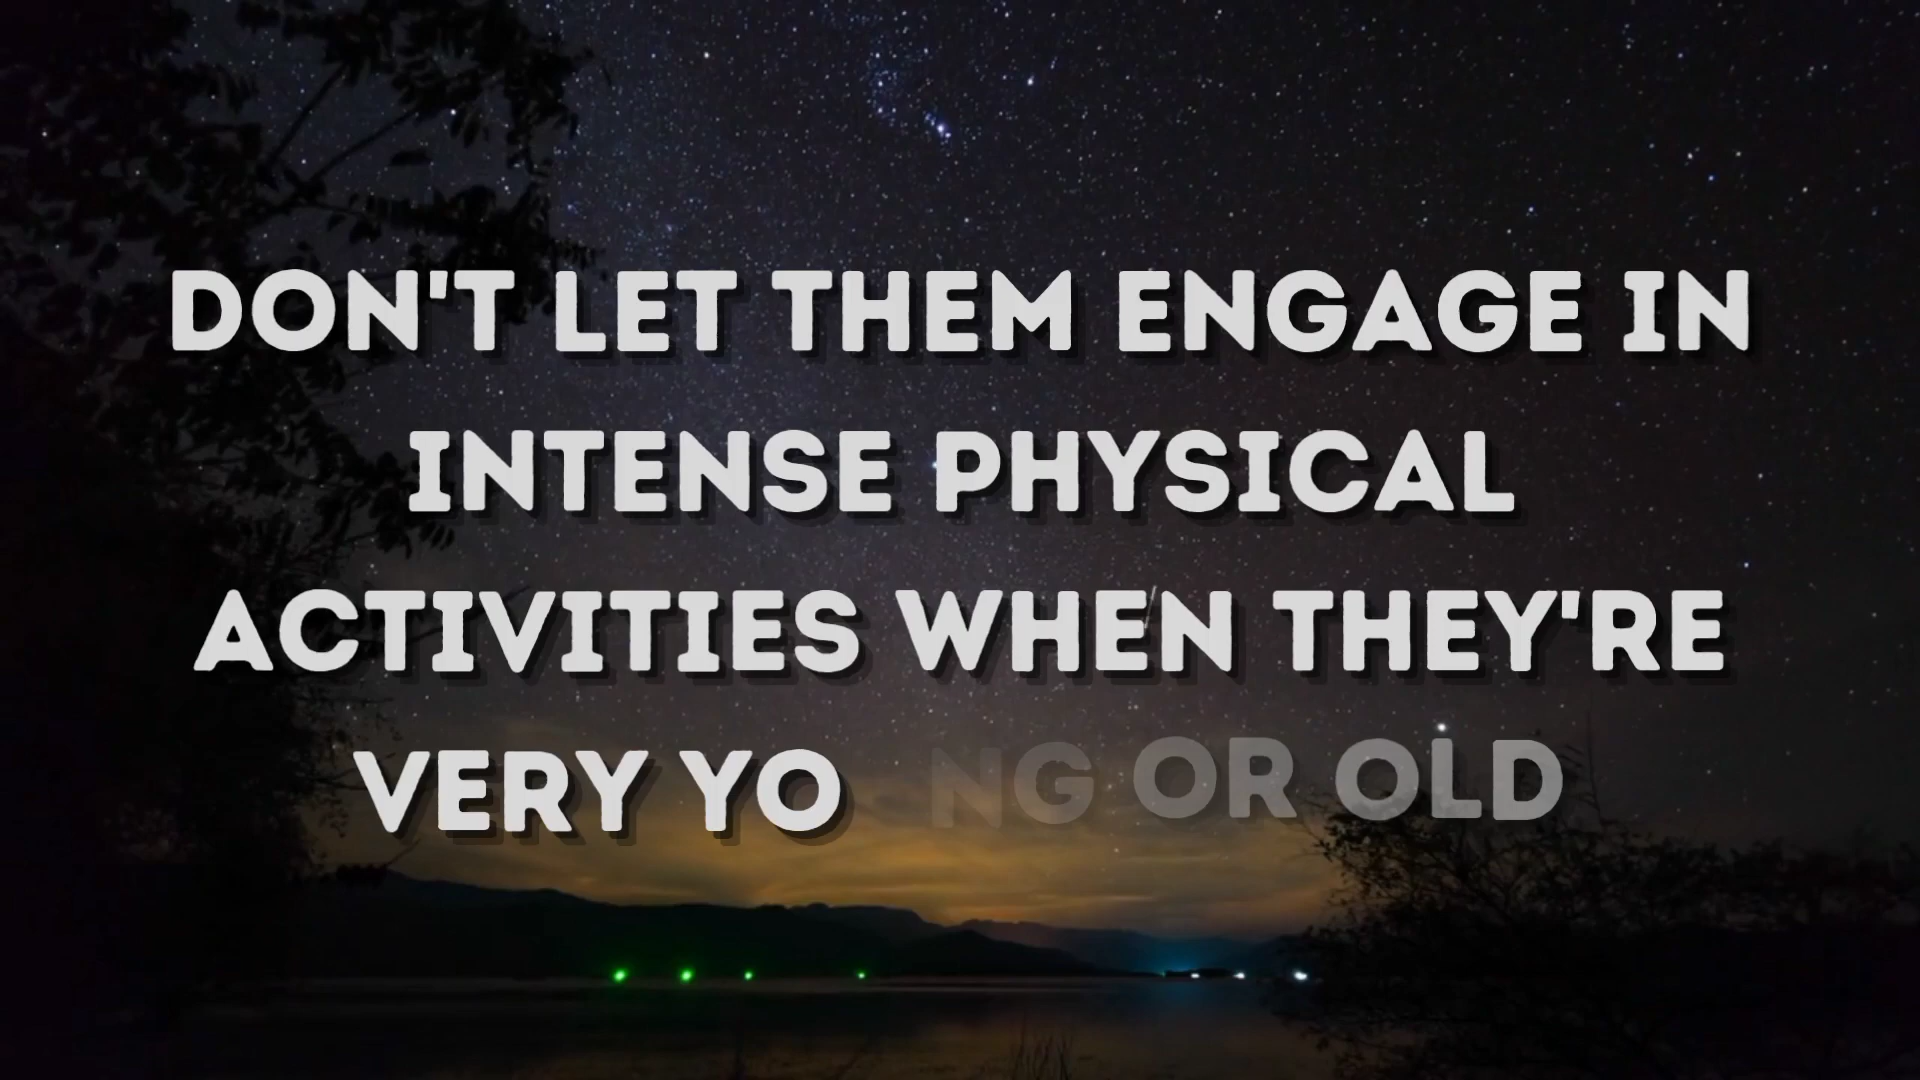 DON'T LET THEM ENGAGE IN
INTENSE PHYSICAL
ACTIVITIES WHEN THEY'RE
VERY YO NG OR OLD